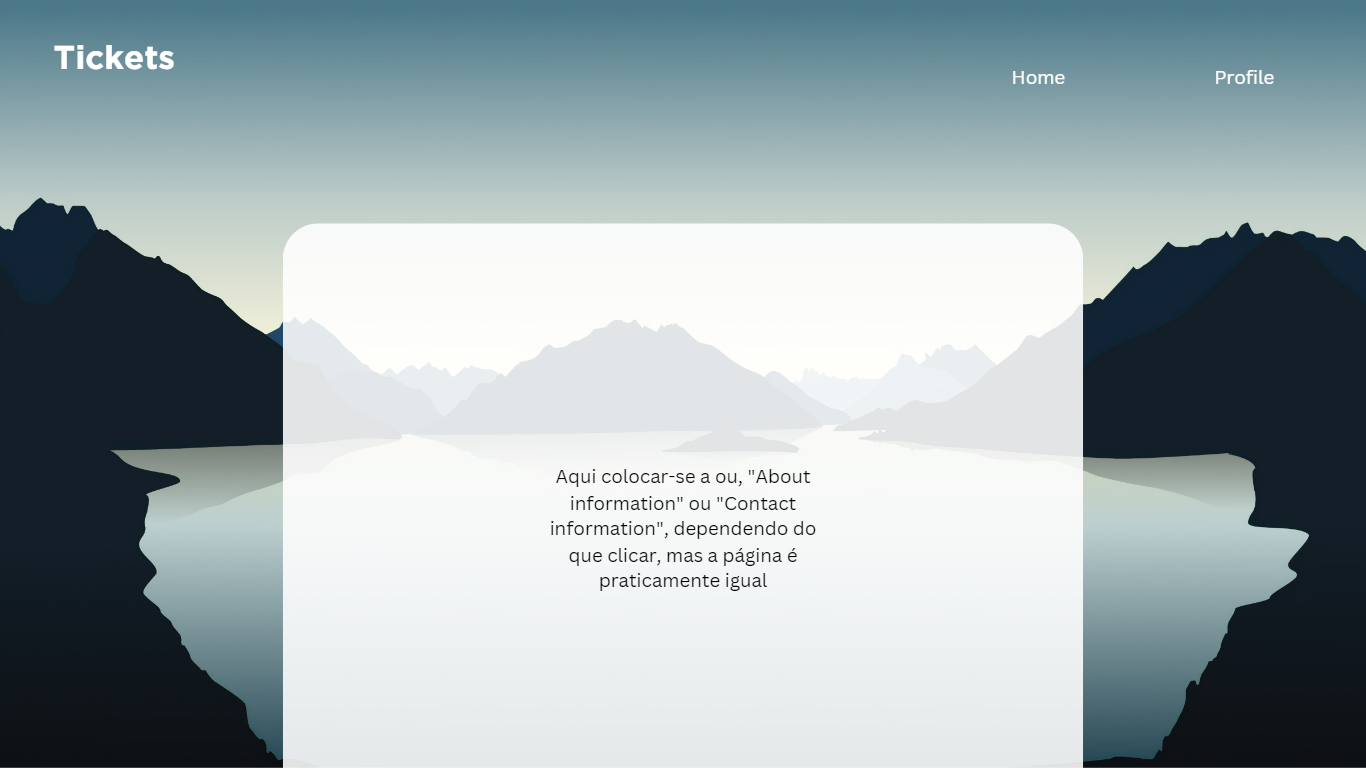 Tickets
Home
Profile
Aqui colocar-se a ou, "About
information" ou "Contact
information", dependendo do
que clicar, mas a página é
praticamente igual